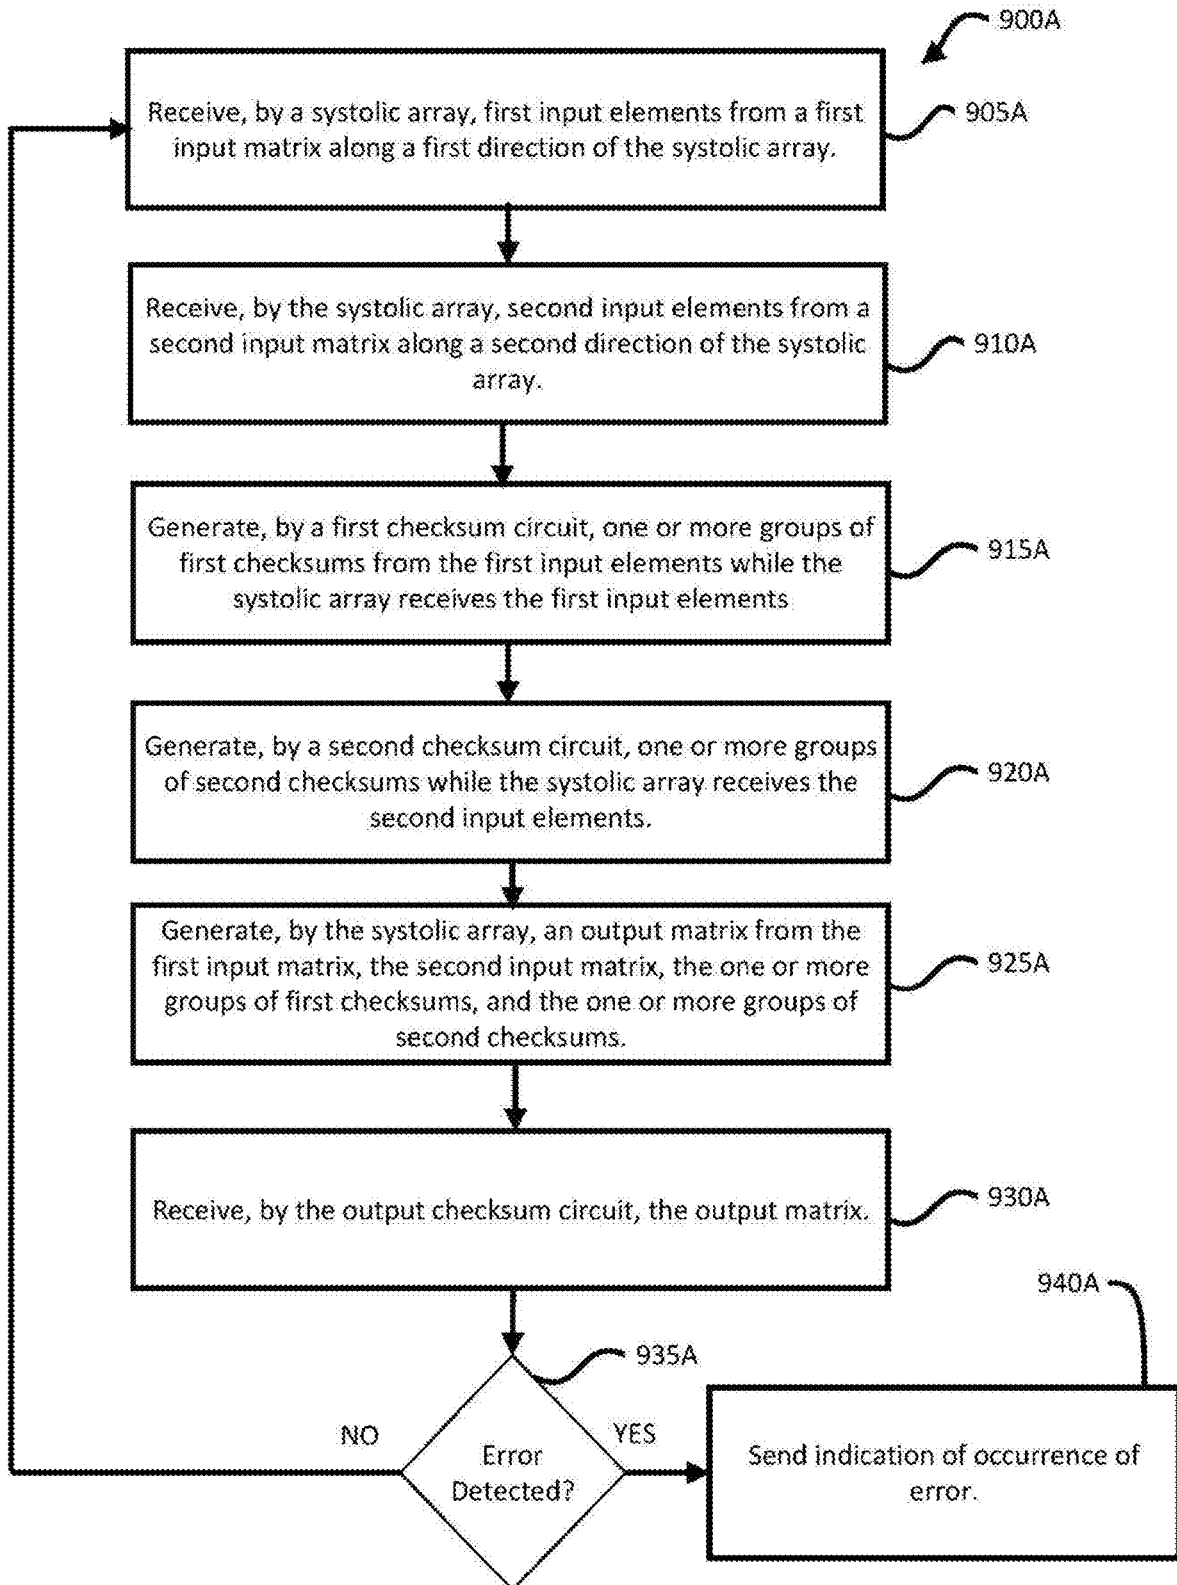 900A
Receive, by a systolic array, first input elements from a first
input matrix along a first direction of the systolic array.
905A
Receive, by the systolic array, second input elements from a
second input matrix along a second direction of the systolic
array.
910A
Generate, by a first checksum circuit, one or more groups of
first checksums from the first input elements while the
systolic array receives the first input elements
915A
Generate, by a second checksum circuit, one or more groups
of second checksums while the systolic array receives the
second input elements.
920A
Generate, by the systolic array, an output matrix from the
first input matrix, the second input matrix, the one or more
groups of first checksums, and the one or more groups of
second checksums.
925A
Receive, by the output checksum circuit, the output matrix.
930A
935A
Error
Detected?
NO
YES
940A
Send indication of occurrence of
error.